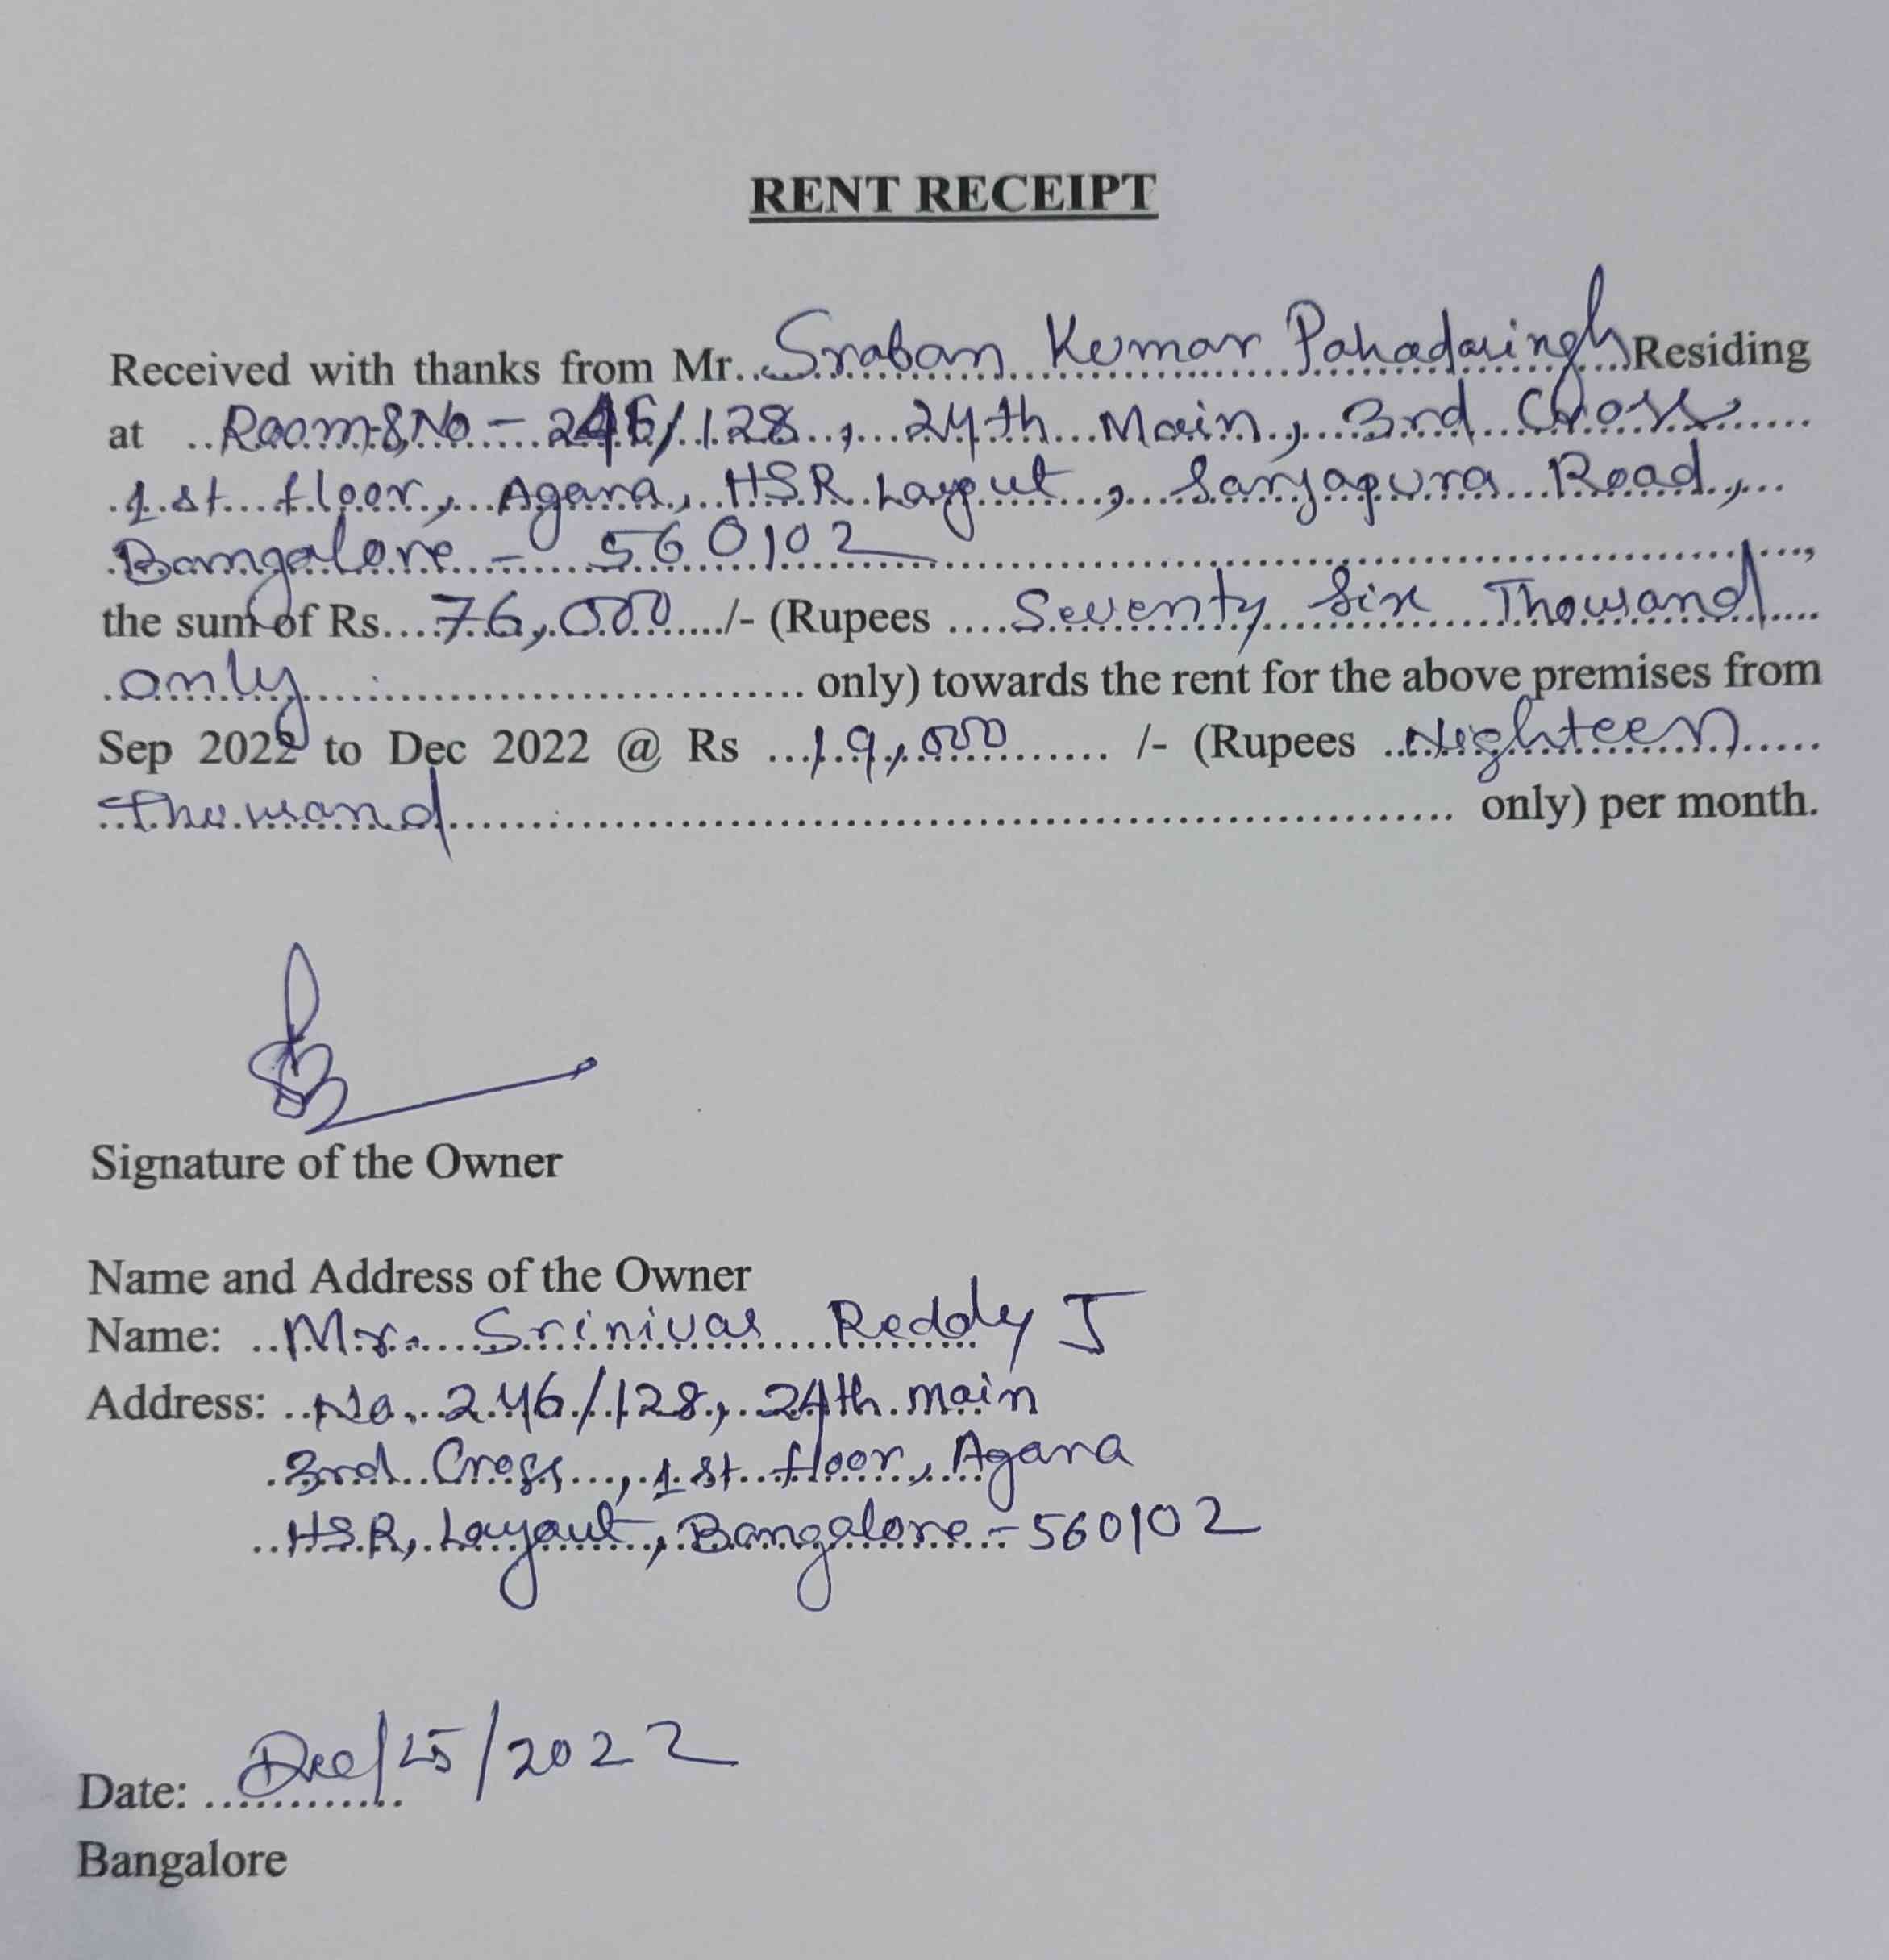 RENT RECEIPT
Received with thanks from Mr. Sraban Kumar Pahadasingh Residing
at Room No - 246/128, 24th Main, 3rd Cross
1st floor, Agara, HSR Layout, Sarjapura Road,
Bangalore - 560102,
the sum of Rs. 76,000/- (Rupees Seventy Six Thousand
only only) towards the rent for the above premises from
Sep 2022 to Dec 2022 @ Rs 19,000 /- (Rupees Nighteen
thousand only) per month.
Signature of the Owner
Name and Address of the Owner
Name: Mr. Srinivas Reddy J
Address: No. 246/128, 24th main
3rd Cross, 1st floor, Agara
HSR, Layout, Bangalore - 560102
Date: Dec/25/2022
Bangalore